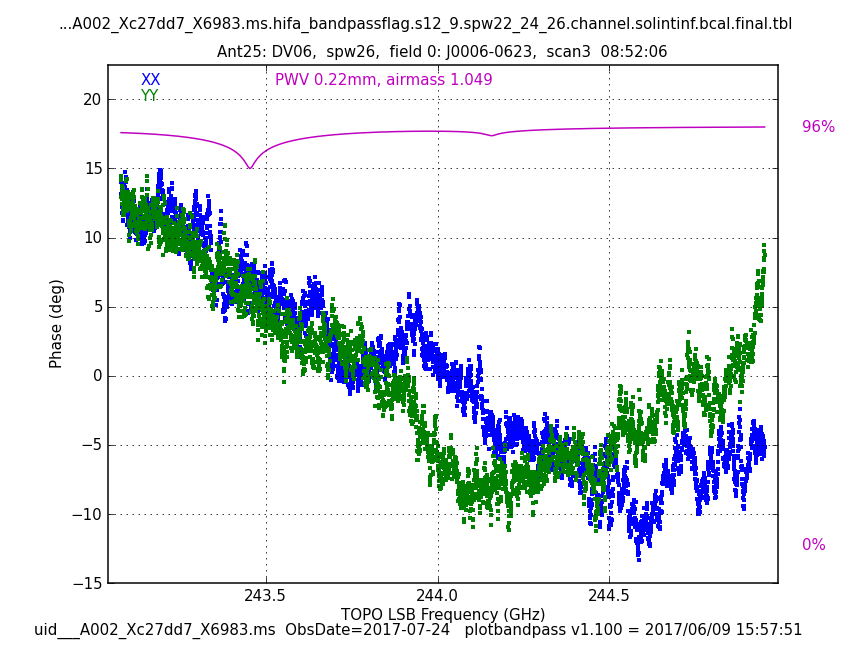 ...A002_Xc27dd7_X6983.ms.hifa_bandpassflag.s12_9.spw22_24_26.channel.solintinf.bcal.final.tbl
Ant25: DV06,  spw26,  field 0: J0006-0623,  scan3  08:52:06
XX
PWV 0.22mm, airmass 1.049
YY
20
96%
15
10
5
Phase (deg)
0
−5
−10
0%
−15
243.5
244.0
244.5
TOPO LSB Frequency (GHz)
uid___A002_Xc27dd7_X6983.ms  ObsDate=2017-07-24   plotbandpass v1.100 = 2017/06/09 15:57:51